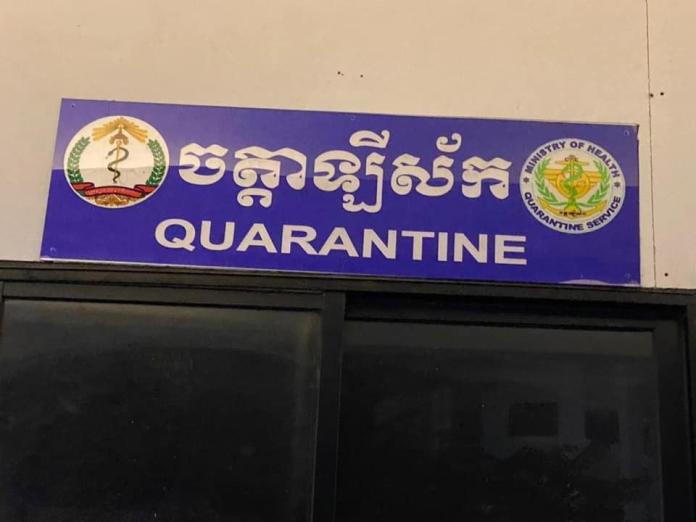 ចត្តាឡីស័ក
QUARANTINE
MINISTRY OF HEALTH
QUARANTINE SERVICE